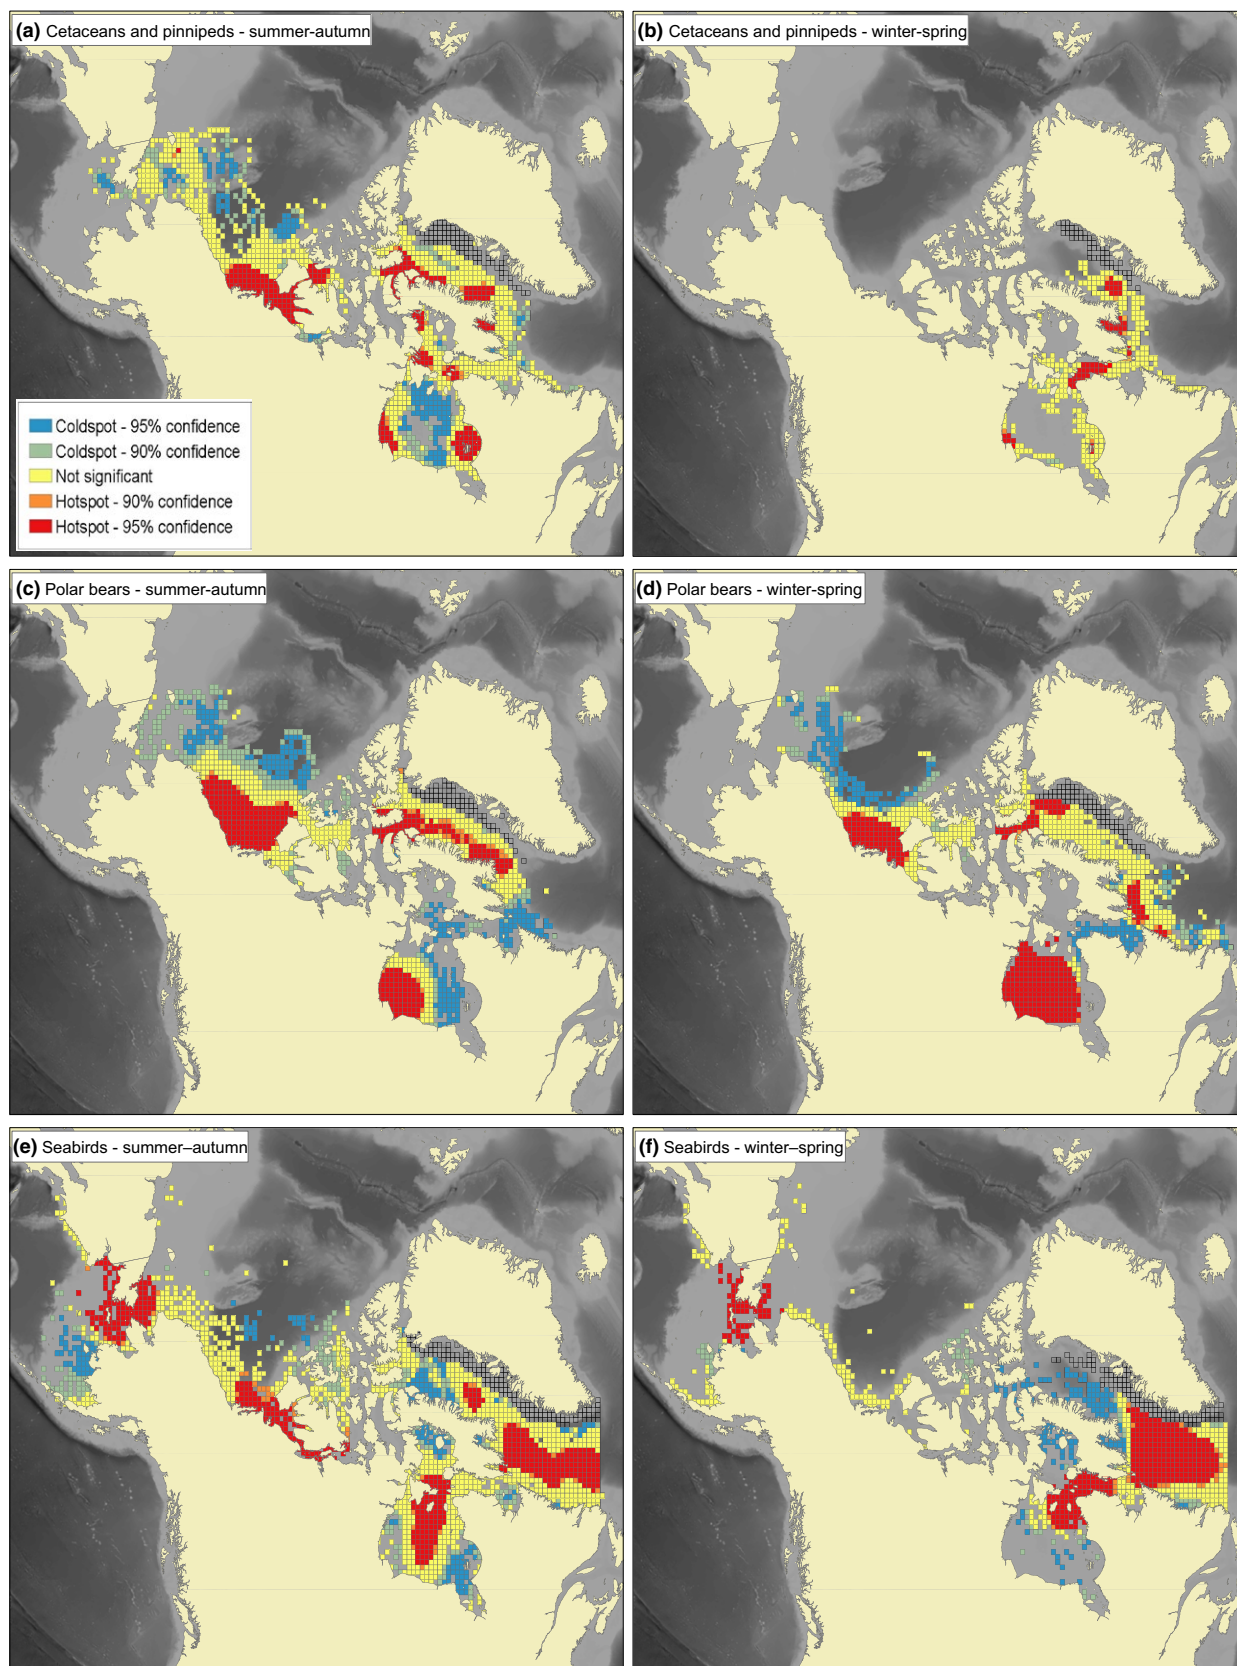 (a) Cetaceans and pinnipeds - summer-autumn
(b) Cetaceans and pinnipeds - winter-spring
Coldspot - 95% confidence
Coldspot - 90% confidence
Not significant
Hotspot - 90% confidence
Hotspot - 95% confidence
(c) Polar bears - summer-autumn
(d) Polar bears - winter-spring
(e) Seabirds - summer–autumn
(f) Seabirds - winter–spring